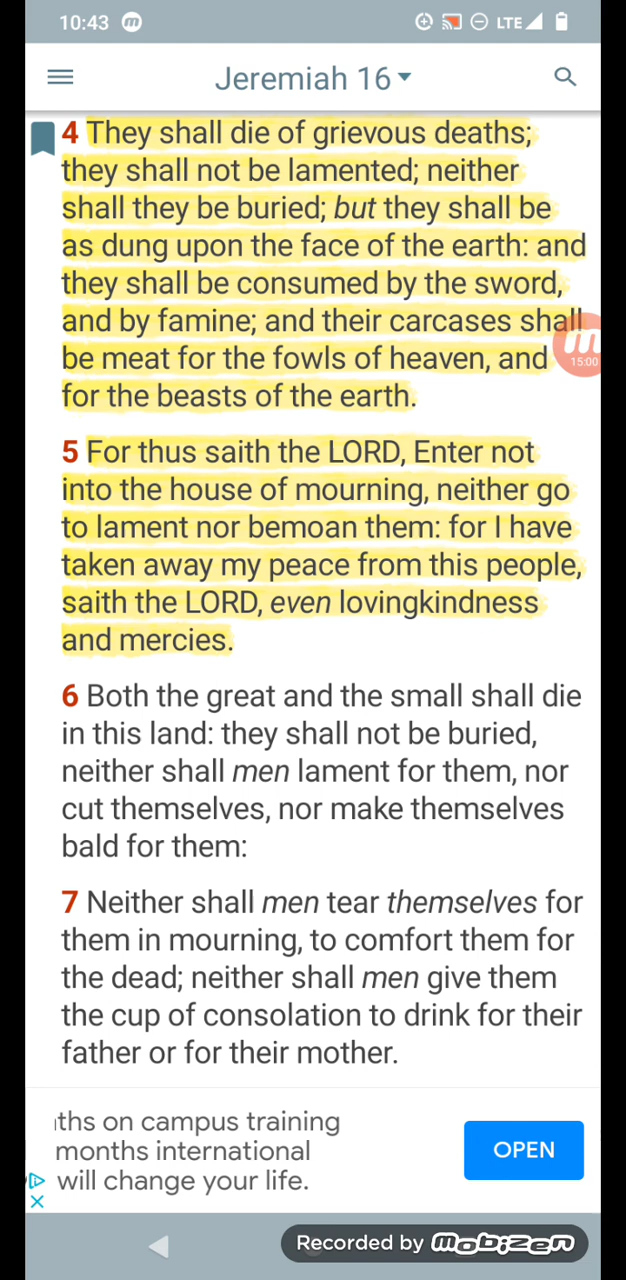 10:43 m LTE
Jeremiah 16
4 They shall die of grievous deaths;
they shall not be lamented; neither
shall they be buried; but they shall be
as dung upon the face of the earth: and
they shall be consumed by the sword,
and by famine; and their carcases shall
be meat for the fowls of heaven, and
for the beasts of the earth.
m
15:00
5 For thus saith the LORD, Enter not
into the house of mourning, neither go
to lament nor bemoan them: for I have
taken away my peace from this people,
saith the LORD, even lovingkindness
and mercies.
6 Both the great and the small shall die
in this land: they shall not be buried,
neither shall men lament for them, nor
cut themselves, nor make themselves
bald for them:
7 Neither shall men tear themselves for
them in mourning, to comfort them for
the dead; neither shall men give them
the cup of consolation to drink for their
father or for their mother.
ths on campus training
months international
will change your life.
OPEN
Recorded by mobizen